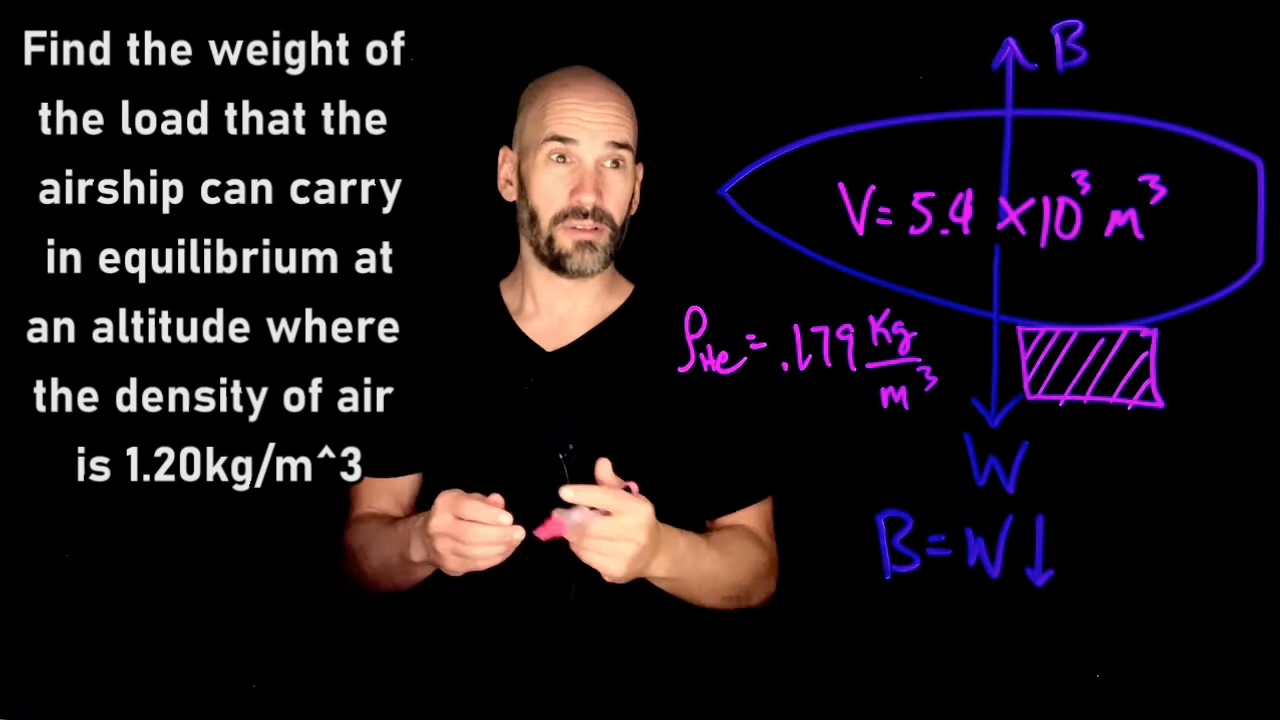 Find the weight of
the load that the
airship can carry
in equilibrium at
an altitude where
the density of air
is 1.20kg/m^3
B
V= 5.4 ×10³ m³
ρHe = .179 Kg/m³
W
B=W↓